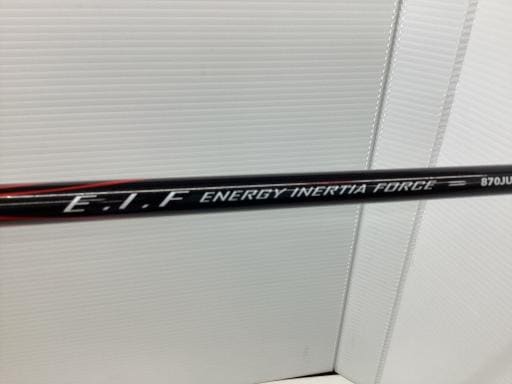 E.I.F ENERGY INERTIA FORCE 870JU